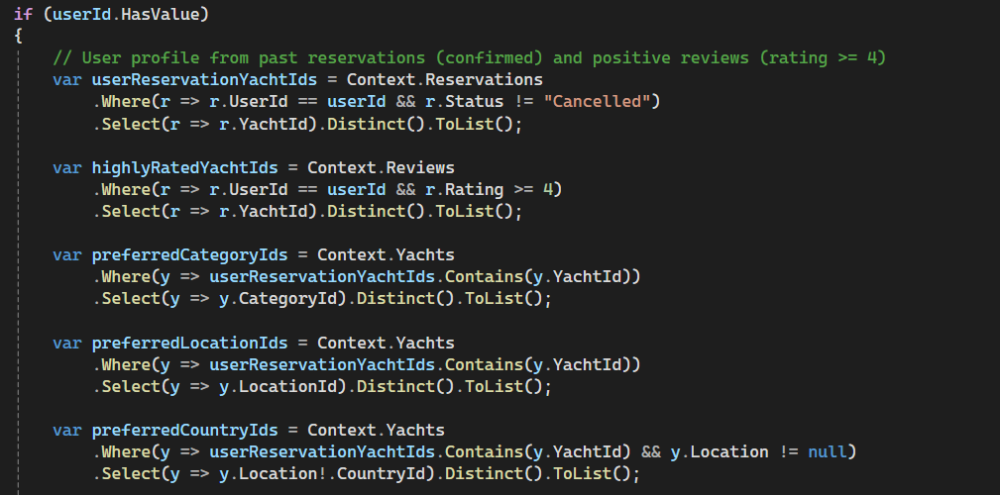 if (userId.HasValue)
{
    // User profile from past reservations (confirmed) and positive reviews (rating >= 4)
    var userReservationYachtIds = Context.Reservations
        .Where(r => r.UserId == userId && r.Status != "Cancelled")
        .Select(r => r.YachtId).Distinct().ToList();

    var highlyRatedYachtIds = Context.Reviews
        .Where(r => r.UserId == userId && r.Rating >= 4)
        .Select(r => r.YachtId).Distinct().ToList();

    var preferredCategoryIds = Context.Yachts
        .Where(y => userReservationYachtIds.Contains(y.YachtId))
        .Select(y => y.CategoryId).Distinct().ToList();

    var preferredLocationIds = Context.Yachts
        .Where(y => userReservationYachtIds.Contains(y.YachtId))
        .Select(y => y.LocationId).Distinct().ToList();

    var preferredCountryIds = Context.Yachts
        .Where(y => userReservationYachtIds.Contains(y.YachtId) && y.Location != null)
        .Select(y => y.Location!.CountryId).Distinct().ToList();